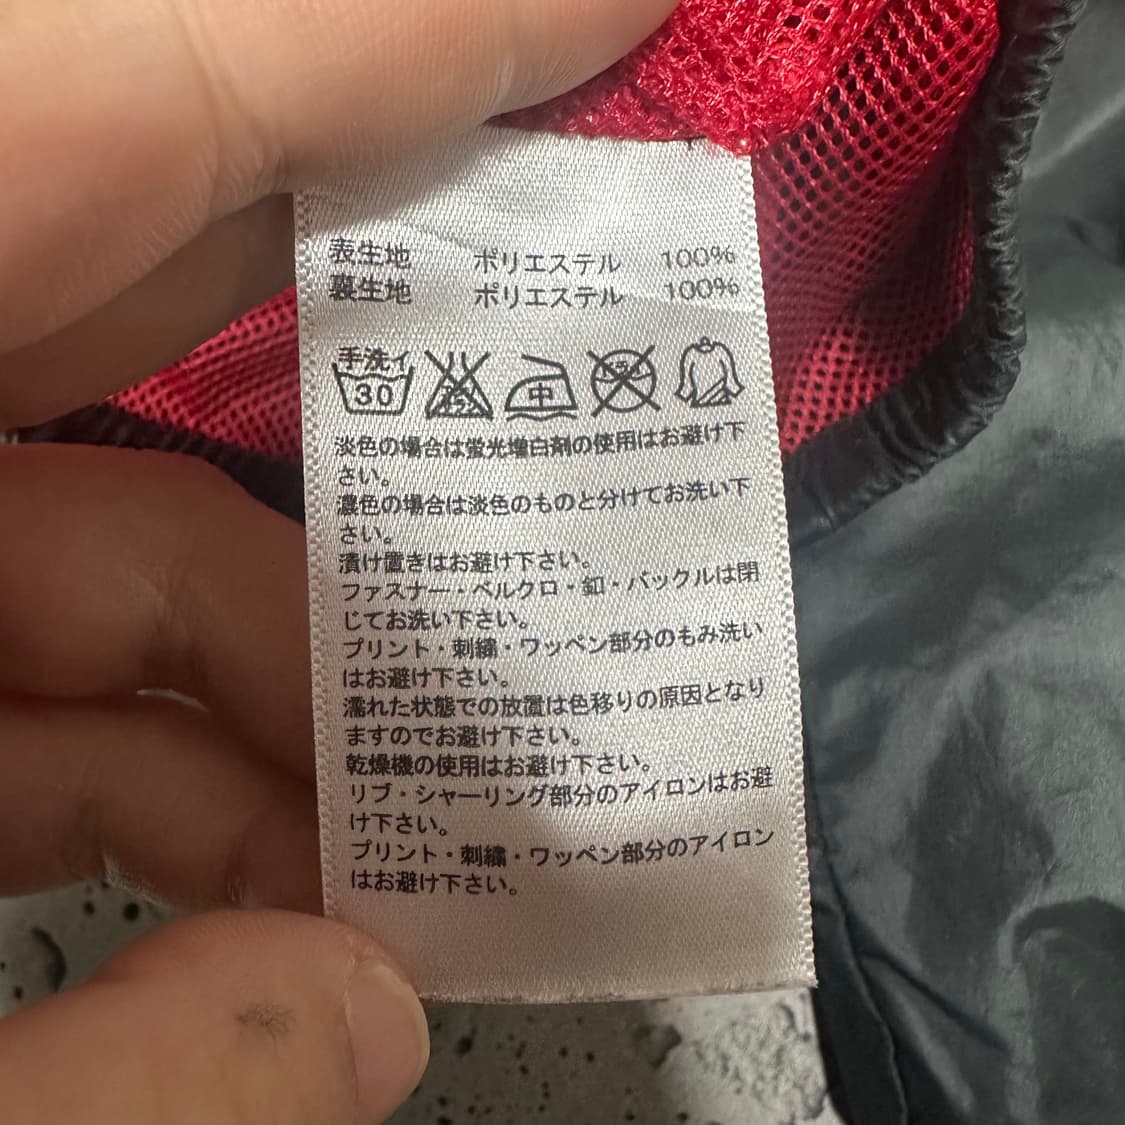 表生地 ポリエステル 100%
裏生地 ポリエステル 100%
手洗イ
30
中
淡色の場合は蛍光増白剤の使用はお避け下
さい。
濃色の場合は淡色のものと分けてお洗い下
さい。
漬け置きはお避け下さい。
ファスナー・ベルクロ・釦・バックルは閉
じてお洗い下さい。
プリント・刺繍・ワッペン部分のもみ洗い
はお避け下さい。
濡れた状態での放置は色移りの原因となり
ますのでお避け下さい。
乾燥機の使用はお避け下さい。
リブ・シャーリング部分のアイロンはお避
け下さい。
プリント・刺繍・ワッペン部分のアイロン
はお避け下さい。